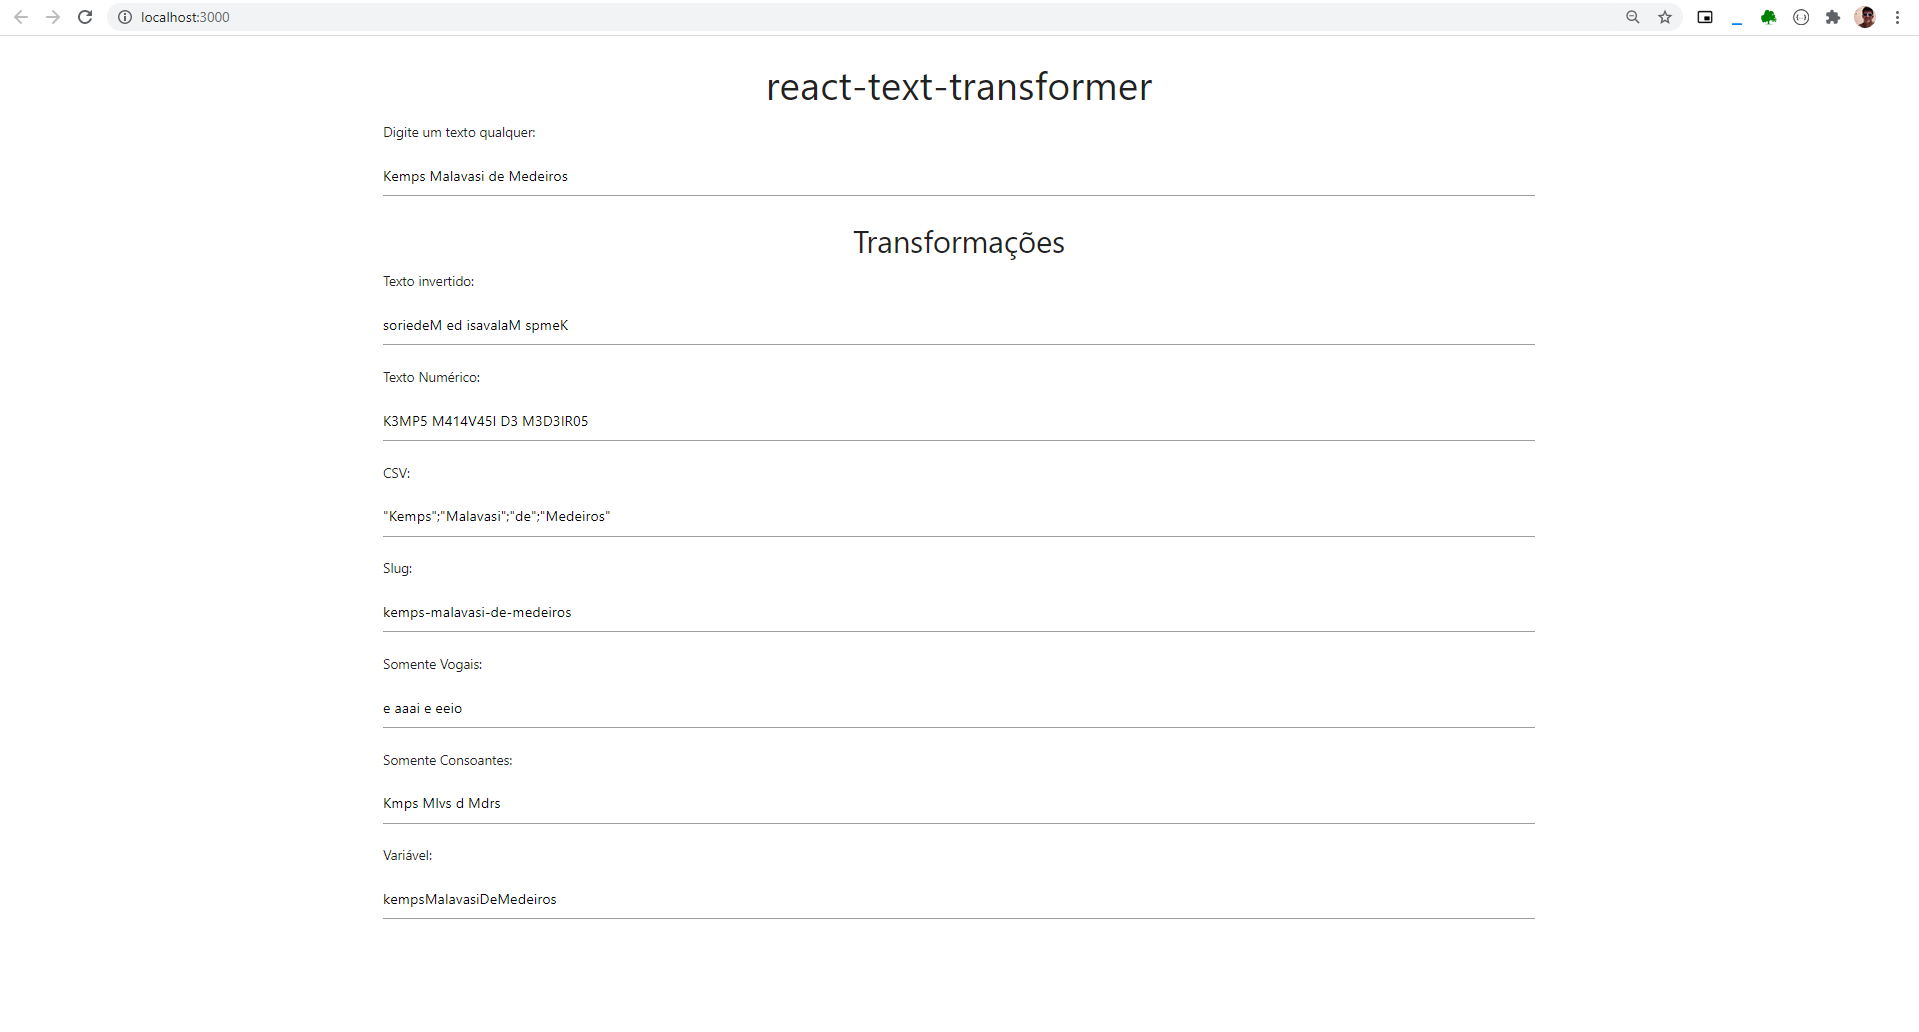 localhost:3000
react-text-transformer
Digite um texto qualquer:
Kemps Malavasi de Medeiros
Transformações
Texto invertido:
soriedeM ed isavalaM spmeK
Texto Numérico:
K3MP5 M414V45I D3 M3D3IR05
CSV:
"Kemps";"Malavasi";"de";"Medeiros"
Slug:
kemps-malavasi-de-medeiros
Somente Vogais:
e aaai e eeio
Somente Consoantes:
Kmps Mlvs d Mdrs
Variável:
kempsMalavasiDeMedeiros